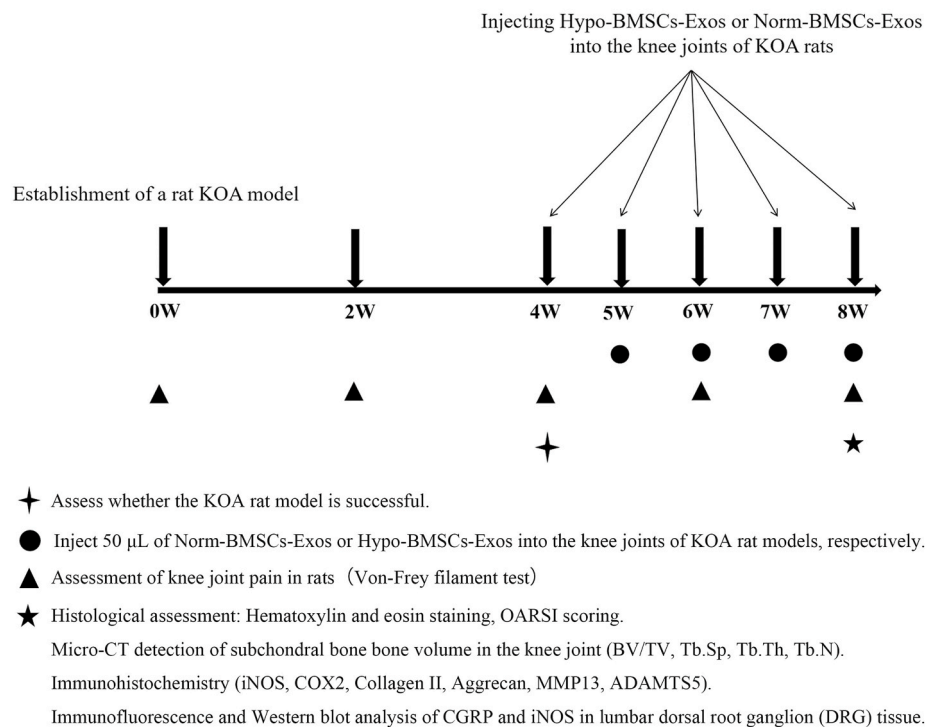 Injecting Hypo-BMSCs-Exos or Norm-BMSCs-Exos
into the knee joints of KOA rats
Establishment of a rat KOA model
0W 2W 4W 5W 6W 7W 8W
Assess whether the KOA rat model is successful.
Inject 50 μL of Norm-BMSCs-Exos or Hypo-BMSCs-Exos into the knee joints of KOA rat models, respectively.
Assessment of knee joint pain in rats（Von-Frey filament test）
Histological assessment: Hematoxylin and eosin staining, OARSI scoring.
Micro-CT detection of subchondral bone bone volume in the knee joint (BV/TV, Tb.Sp, Tb.Th, Tb.N).
Immunohistochemistry (iNOS, COX2, Collagen II, Aggrecan, MMP13, ADAMTS5).
Immunofluorescence and Western blot analysis of CGRP and iNOS in lumbar dorsal root ganglion (DRG) tissue.